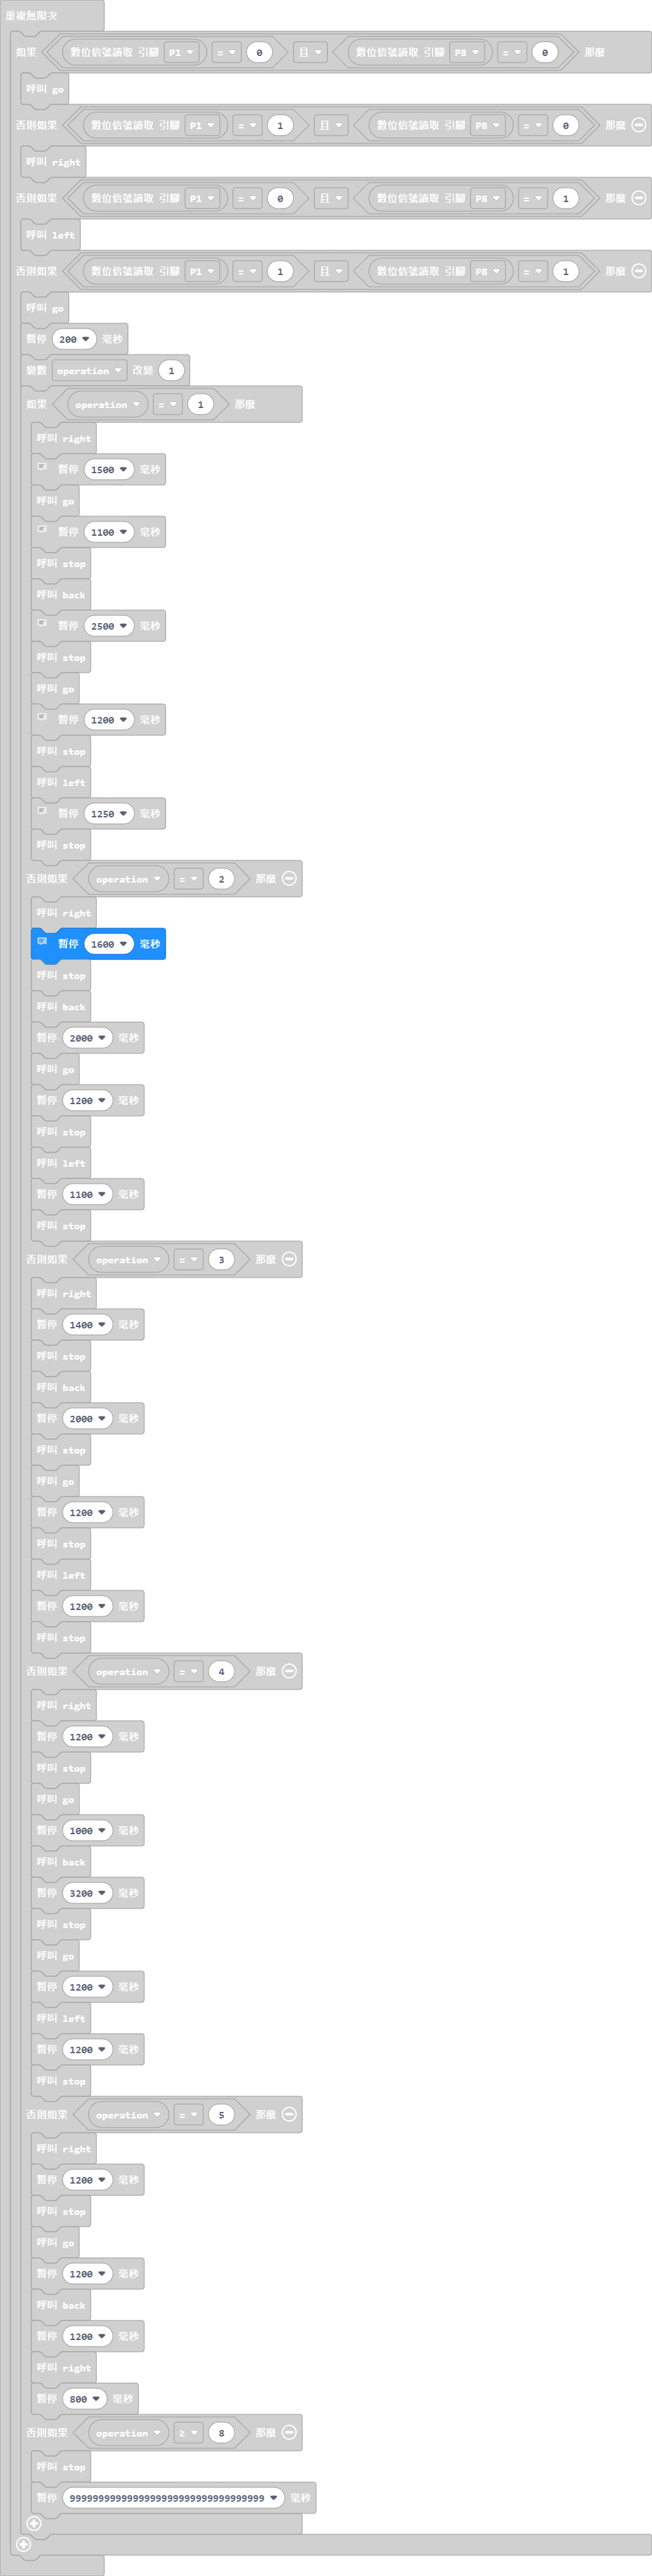 重複無限次
如果 數位信號讀取 引腳 P1 = 0 且 數位信號讀取 引腳 P8 = 0 那麼
呼叫 go
否則如果 數位信號讀取 引腳 P1 = 1 且 數位信號讀取 引腳 P8 = 0 那麼
呼叫 right
否則如果 數位信號讀取 引腳 P1 = 0 且 數位信號讀取 引腳 P8 = 1 那麼
呼叫 left
否則如果 數位信號讀取 引腳 P1 = 1 且 數位信號讀取 引腳 P8 = 1 那麼
呼叫 go
暫停 200 毫秒
變數 operation 改變 1
如果 operation = 1 那麼
呼叫 right
暫停 1500 毫秒
呼叫 go
暫停 1100 毫秒
呼叫 stop
呼叫 back
暫停 2500 毫秒
呼叫 stop
呼叫 go
暫停 1200 毫秒
呼叫 stop
呼叫 left
暫停 1250 毫秒
呼叫 stop
否則如果 operation = 2 那麼
呼叫 right
暫停 1600 毫秒
呼叫 stop
呼叫 back
暫停 2000 毫秒
呼叫 go
暫停 1200 毫秒
呼叫 stop
呼叫 left
暫停 1100 毫秒
呼叫 stop
否則如果 operation = 3 那麼
呼叫 right
暫停 1400 毫秒
呼叫 stop
呼叫 back
暫停 2000 毫秒
呼叫 stop
呼叫 go
暫停 1200 毫秒
呼叫 stop
呼叫 left
暫停 1200 毫秒
呼叫 stop
否則如果 operation = 4 那麼
呼叫 right
暫停 1200 毫秒
呼叫 stop
呼叫 go
暫停 1000 毫秒
呼叫 back
暫停 3200 毫秒
呼叫 stop
呼叫 go
暫停 1200 毫秒
呼叫 left
暫停 1200 毫秒
呼叫 stop
否則如果 operation = 5 那麼
呼叫 right
暫停 1200 毫秒
呼叫 stop
呼叫 go
暫停 1200 毫秒
呼叫 back
暫停 1200 毫秒
呼叫 right
暫停 800 毫秒
否則如果 operation ≥ 8 那麼
呼叫 stop
暫停 9999999999999999999999999999999999 毫秒